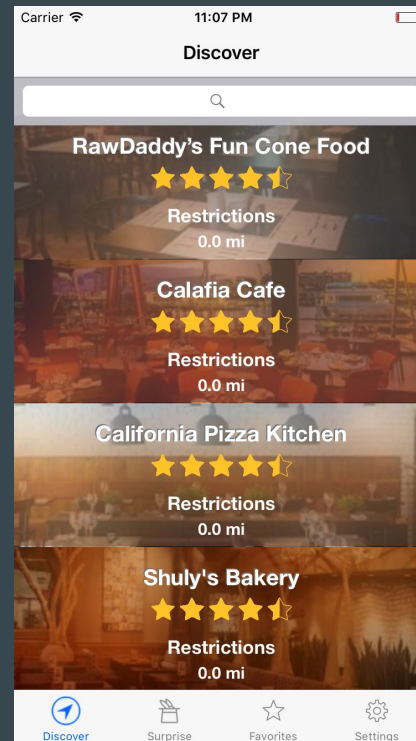 Carrier 11:07 PM
Discover
RawDaddy’s Fun Cone Food
Restrictions
0.0 mi
Calafia Cafe
Restrictions
0.0 mi
California Pizza Kitchen
Restrictions
0.0 mi
Shuly's Bakery
Restrictions
0.0 mi
Discover Surprise Favorites Settings